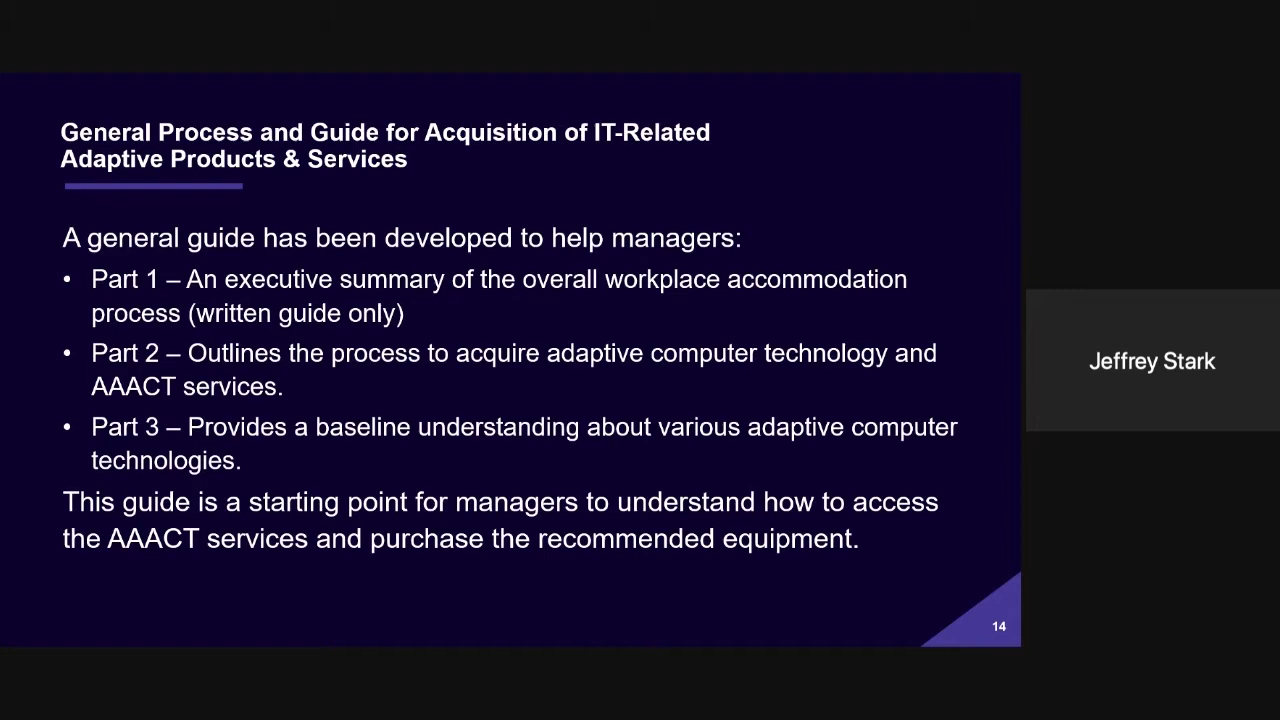 General Process and Guide for Acquisition of IT-Related
Adaptive Products & Services
A general guide has been developed to help managers:
• Part 1 – An executive summary of the overall workplace accommodation
process (written guide only)
• Part 2 – Outlines the process to acquire adaptive computer technology and
AAACT services.
• Part 3 – Provides a baseline understanding about various adaptive computer
technologies.
This guide is a starting point for managers to understand how to access
the AAACT services and purchase the recommended equipment.
14
Jeffrey Stark